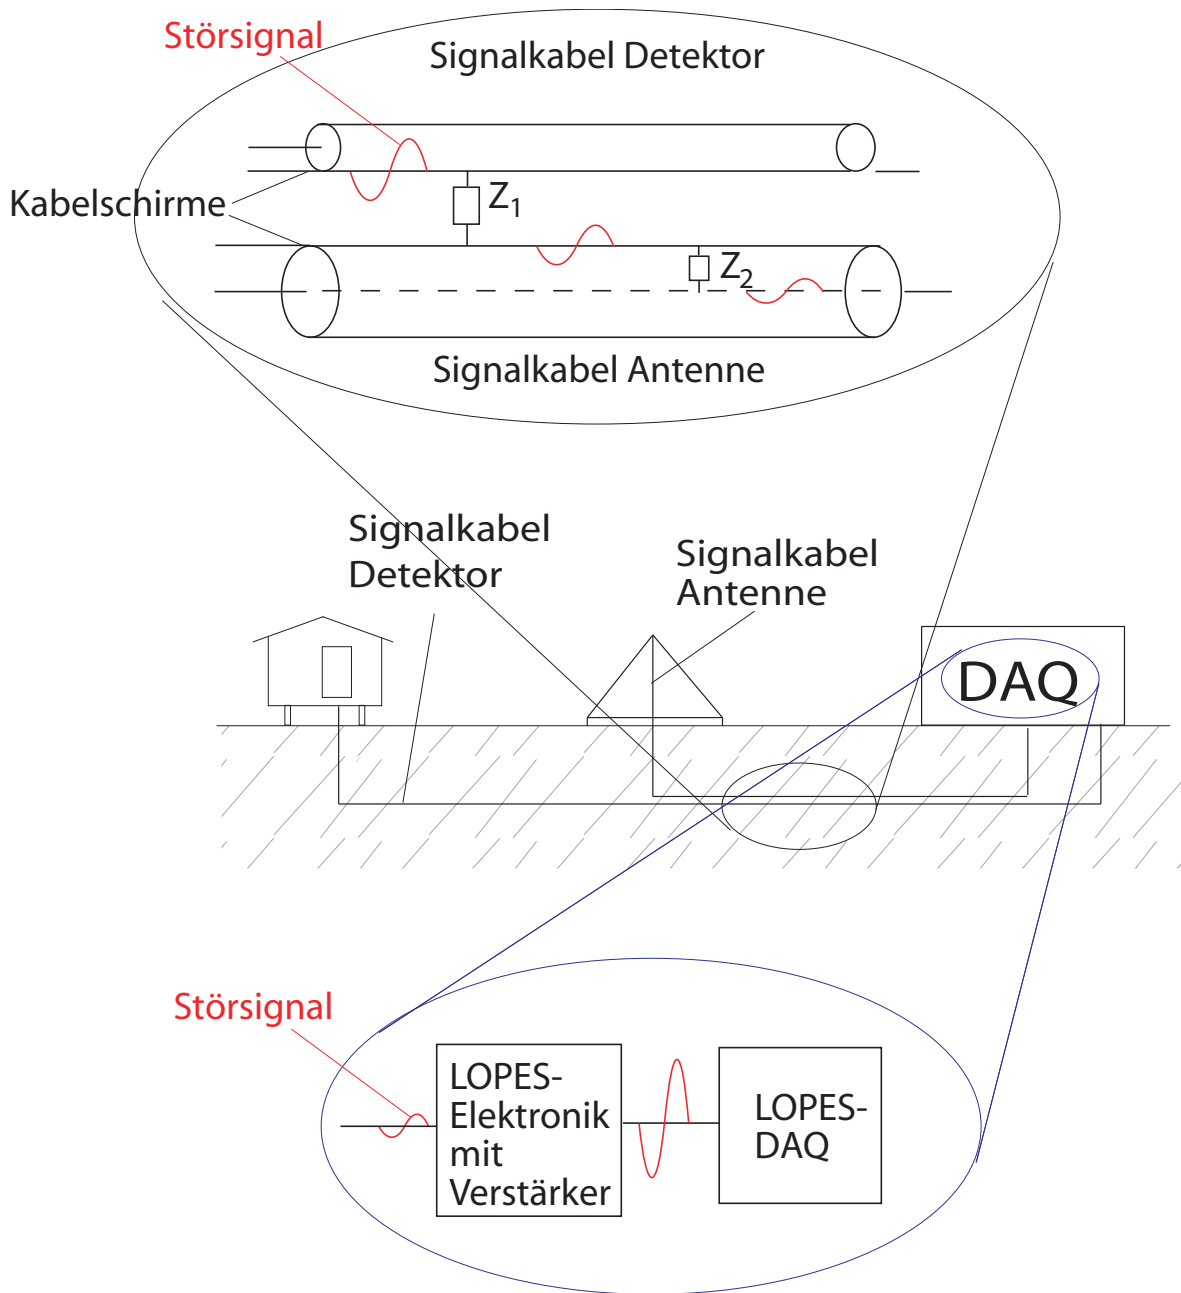 Störsignal
Signalkabel Detektor
Kabelschirme
Z1
Z2
Signalkabel Antenne
Signalkabel
Detektor
Signalkabel
Antenne
DAQ
Störsignal
LOPES-
Elektronik
mit
Verstärker
LOPES-
DAQ